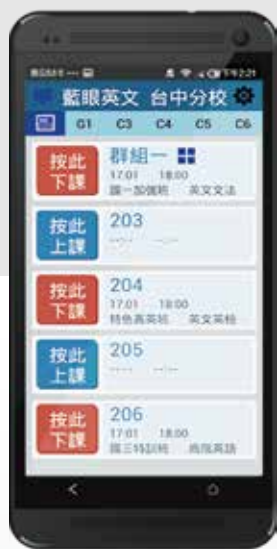 藍眼英文 台中分校
G1 C3 C4 C5 C6
按此下課
群組一
17:01 18:00
國一加強班 英文文法
按此上課
203
--:-- --:--
按此下課
204
17:01 18:00
特色高英班 英文英檢
按此上課
205
--:-- --:--
按此下課
206
17:01 18:00
國三特訓班 進階英語